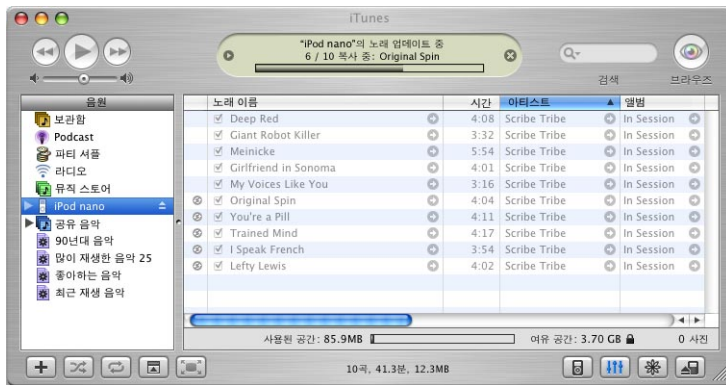 iTunes
"iPod nano"의 노래 업데이트 중
6 / 10 복사 중: Original Spin
검색
브라우즈
음원
보관함
Podcast
파티 셔플
라디오
뮤직 스토어
iPod nano
공유 음악
90년대 음악
많이 재생한 음악 25
좋아하는 음악
최근 재생 음악
노래 이름 시간 아티스트 앨범
Deep Red 4:08 Scribe Tribe In Session
Giant Robot Killer 3:32 Scribe Tribe In Session
Meinicke 5:54 Scribe Tribe In Session
Girlfriend in Sonoma 4:01 Scribe Tribe In Session
My Voices Like You 3:16 Scribe Tribe In Session
Original Spin 4:04 Scribe Tribe In Session
You're a Pill 4:11 Scribe Tribe In Session
Trained Mind 4:17 Scribe Tribe In Session
I Speak French 3:54 Scribe Tribe In Session
Lefty Lewis 4:02 Scribe Tribe In Session
사용된 공간: 85.9MB 여유 공간: 3.70 GB 0 사진
10곡, 41.3분, 12.3MB